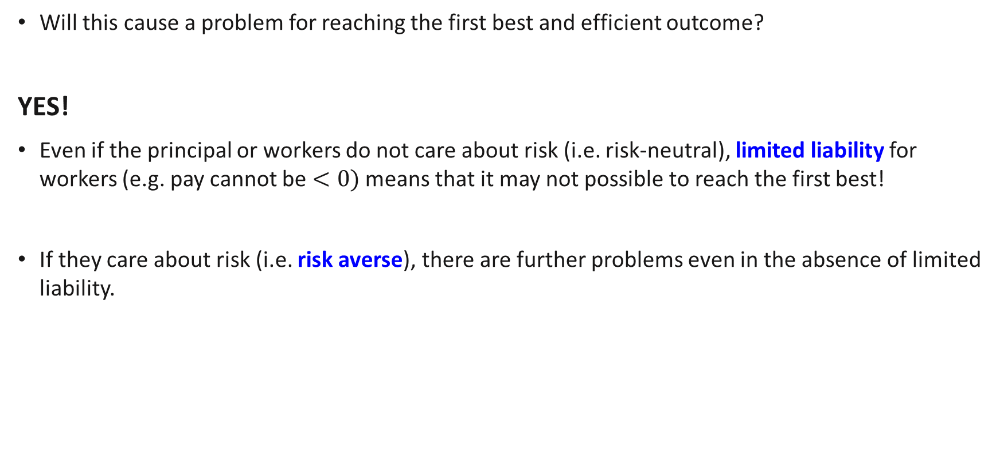 • Will this cause a problem for reaching the first best and efficient outcome?
YES!
• Even if the principal or workers do not care about risk (i.e. risk-neutral), limited liability for
workers (e.g. pay cannot be < 0) means that it may not possible to reach the first best!
• If they care about risk (i.e. risk averse), there are further problems even in the absence of limited
liability.